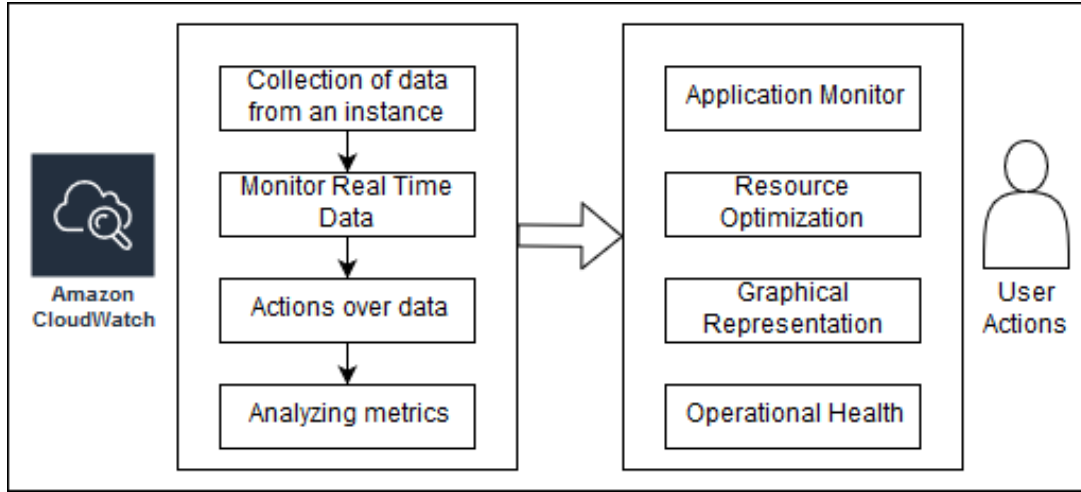 Amazon
CloudWatch
Collection of data
from an instance
Monitor Real Time
Data
Actions over data
Analyzing metrics
Application Monitor
Resource
Optimization
Graphical
Representation
Operational Health
User
Actions